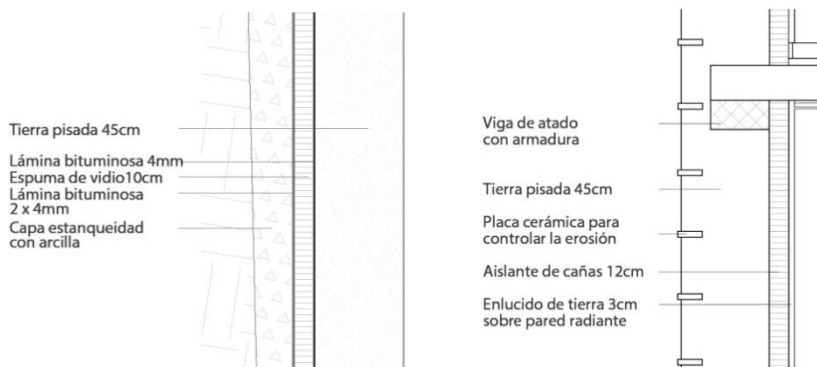 Tierra pisada 45cm
Lámina bituminosa 4mm
Espuma de vidio10cm
Lámina bituminosa
2 x 4mm
Capa estanqueidad
con arcilla
Viga de atado
con armadura
Tierra pisada 45cm
Placa cerámica para
controlar la erosión
Aislante de cañas 12cm
Enlucido de tierra 3cm
sobre pared radiante